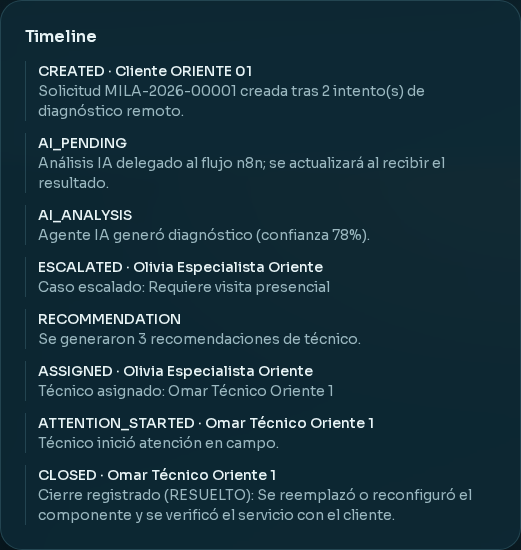 Timeline
CREATED · Cliente ORIENTE 01
Solicitud MILA-2026-00001 creada tras 2 intento(s) de
diagnóstico remoto.
AI_PENDING
Análisis IA delegado al flujo n8n; se actualizará al recibir el
resultado.
AI_ANALYSIS
Agente IA generó diagnóstico (confianza 78%).
ESCALATED · Olivia Especialista Oriente
Caso escalado: Requiere visita presencial
RECOMMENDATION
Se generaron 3 recomendaciones de técnico.
ASSIGNED · Olivia Especialista Oriente
Técnico asignado: Omar Técnico Oriente 1
ATTENTION_STARTED · Omar Técnico Oriente 1
Técnico inició atención en campo.
CLOSED · Omar Técnico Oriente 1
Cierre registrado (RESUELTO): Se reemplazó o reconfiguró el
componente y se verificó el servicio con el cliente.